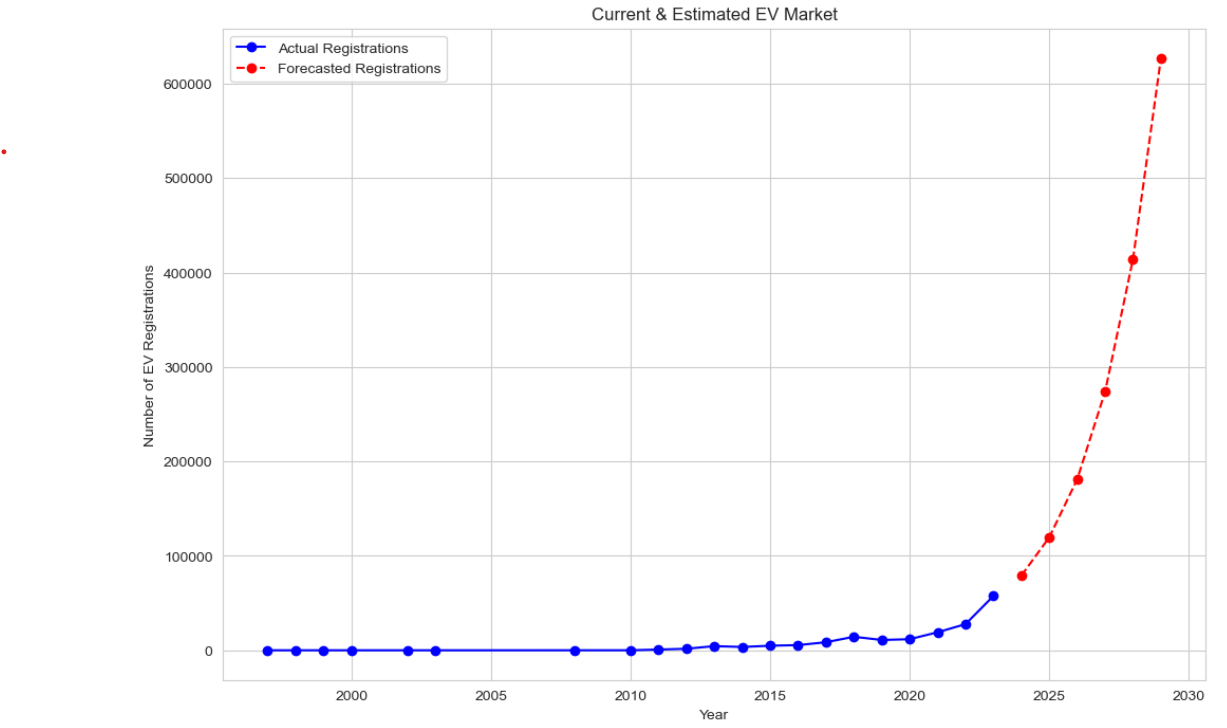 Current & Estimated EV Market
Actual Registrations
Forecasted Registrations
Number of EV Registrations
600000
500000
400000
300000
200000
100000
0
2000 2005 2010 2015 2020 2025 2030
Year